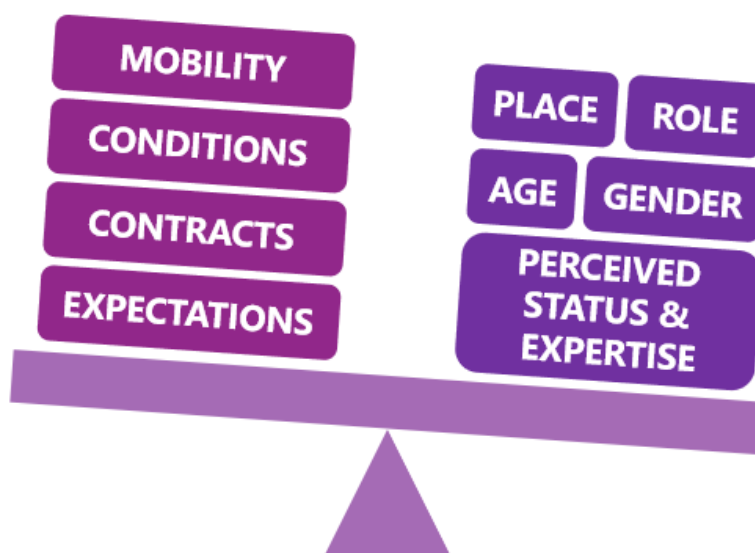 MOBILITY
CONDITIONS
CONTRACTS
EXPECTATIONS
PLACE ROLE
AGE GENDER
PERCEIVED
STATUS &
EXPERTISE